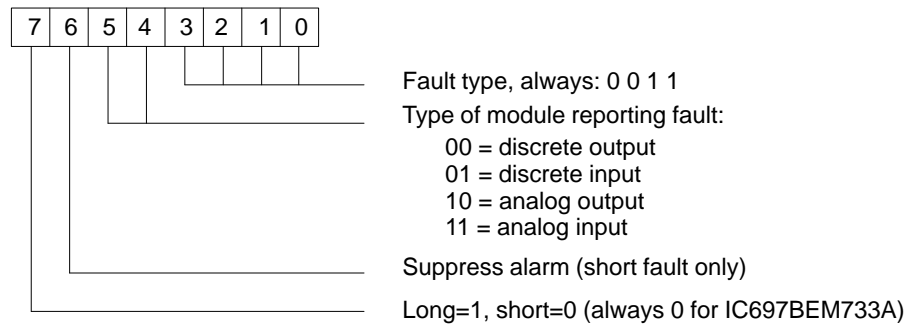 7 6 5 4 3 2 1 0
Fault type, always: 0 0 1 1
Type of module reporting fault:
00 = discrete output
01 = discrete input
10 = analog output
11 = analog input
Suppress alarm (short fault only)
Long=1, short=0 (always 0 for IC697BEM733A)